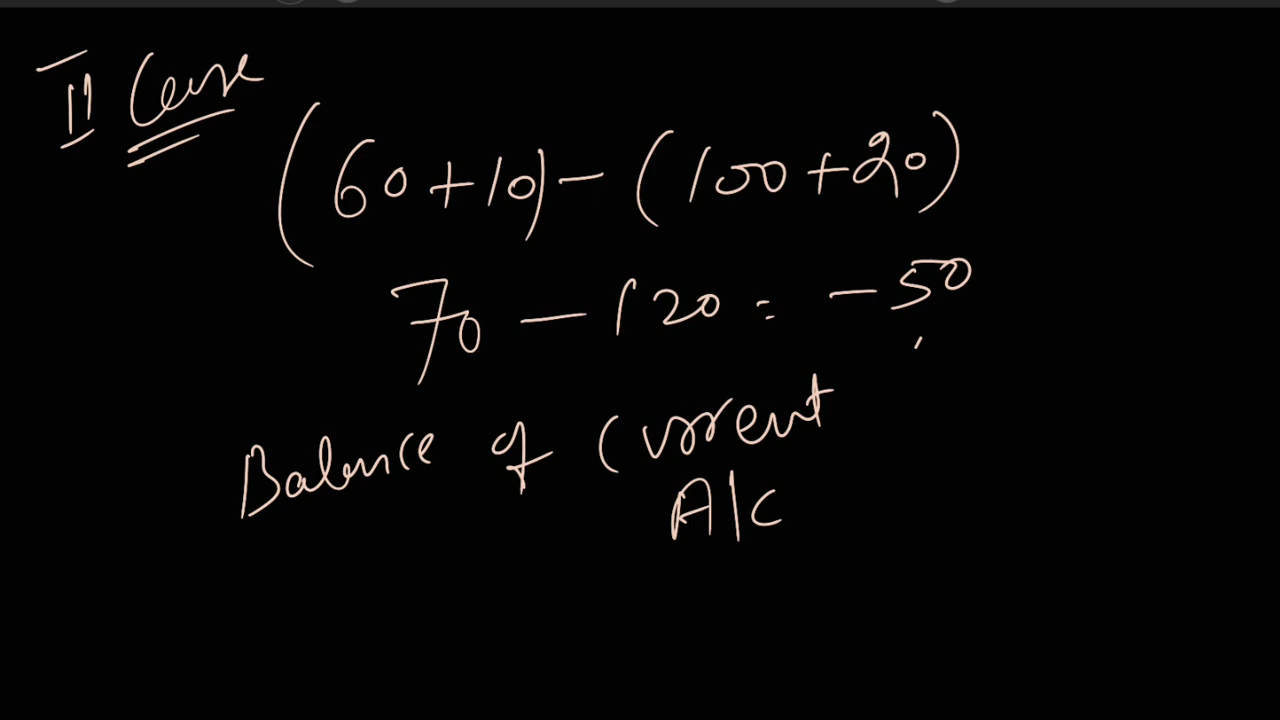 II Case
(60+10)-(100+20)
70-120=-50
Balance of Current
A/C